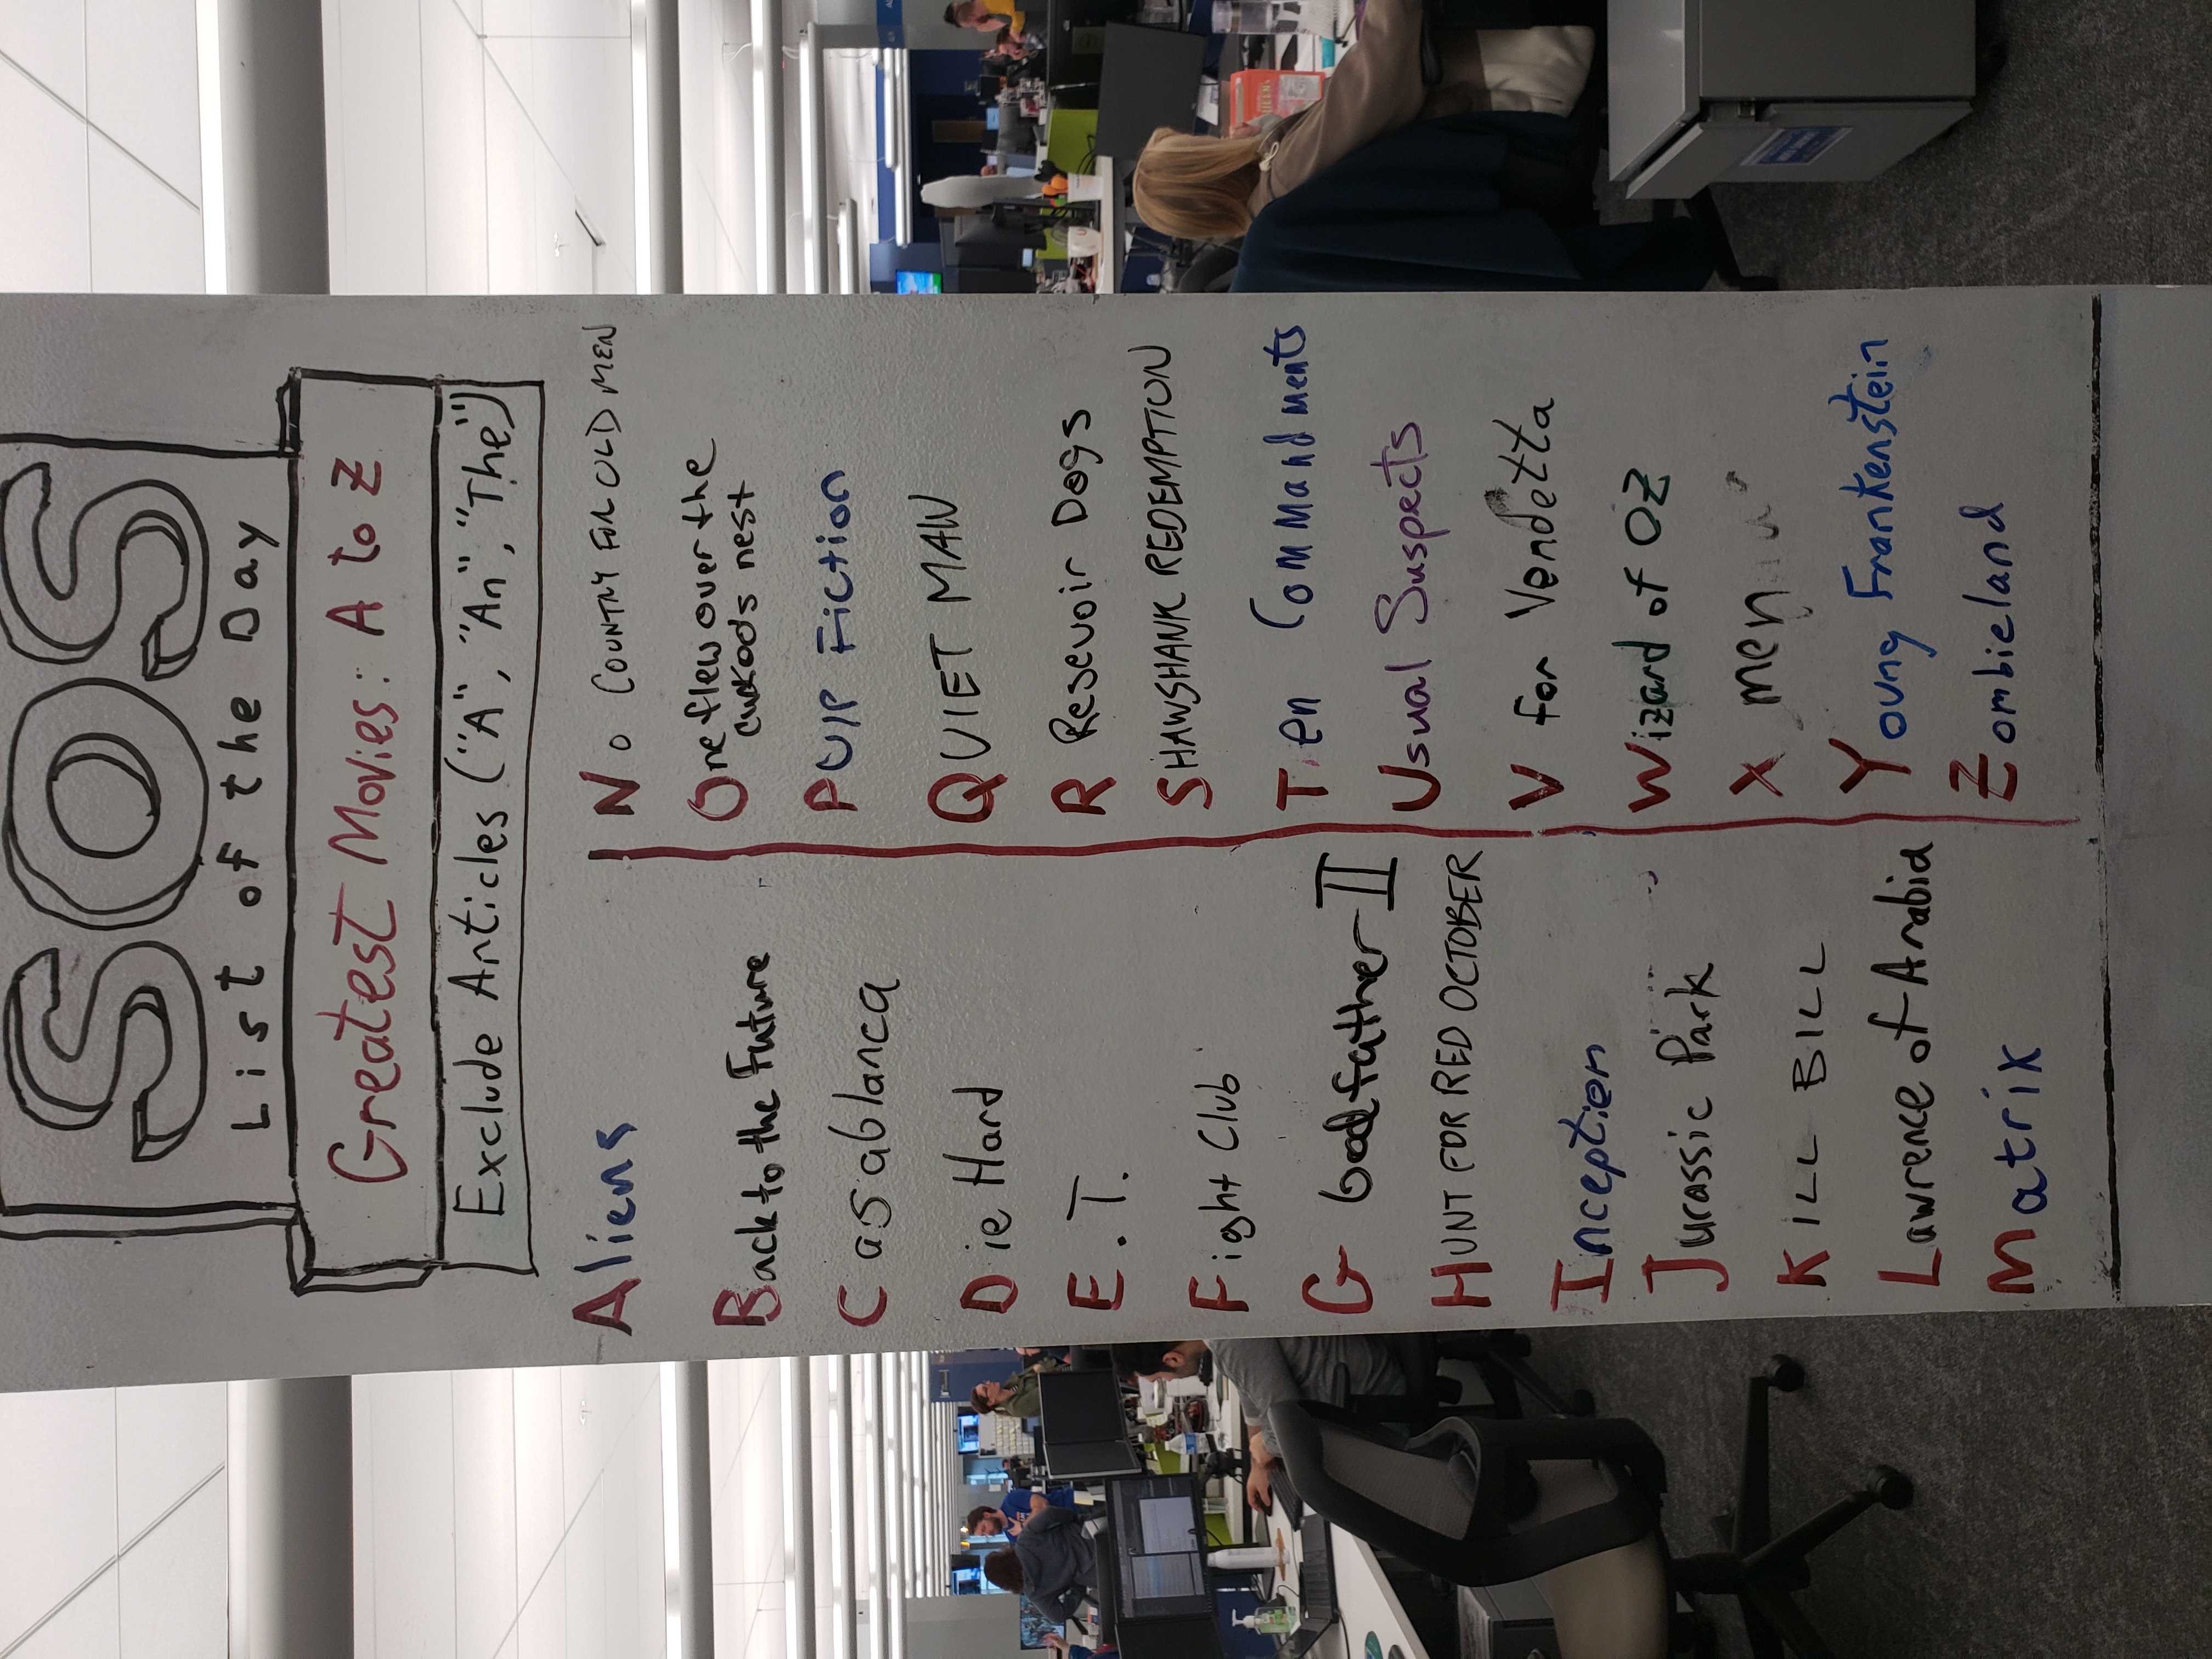 SOS
List of the Day
Greatest Movies: A to Z
Exclude Articles ("A", "An", "The")
Aliens
Back to the Future
Casablanca
Die Hard
E.T.
Fight Club
G Godfather II
HUNT FOR RED OCTOBER
Inception
Jurassic Park
KILL BILL
Lawrence of Arabia
Matrix
No COUNTRY FOR OLD MEN
One flew over the
cuckoo's nest
Pulp Fiction
QUIET MAN
R Resevoir Dogs
SHAWSHANK REDEMPTION
Ten Commandments
Usual Suspects
V for Vendetta
Wizard of OZ
X men
Young Frankenstein
Zombieland